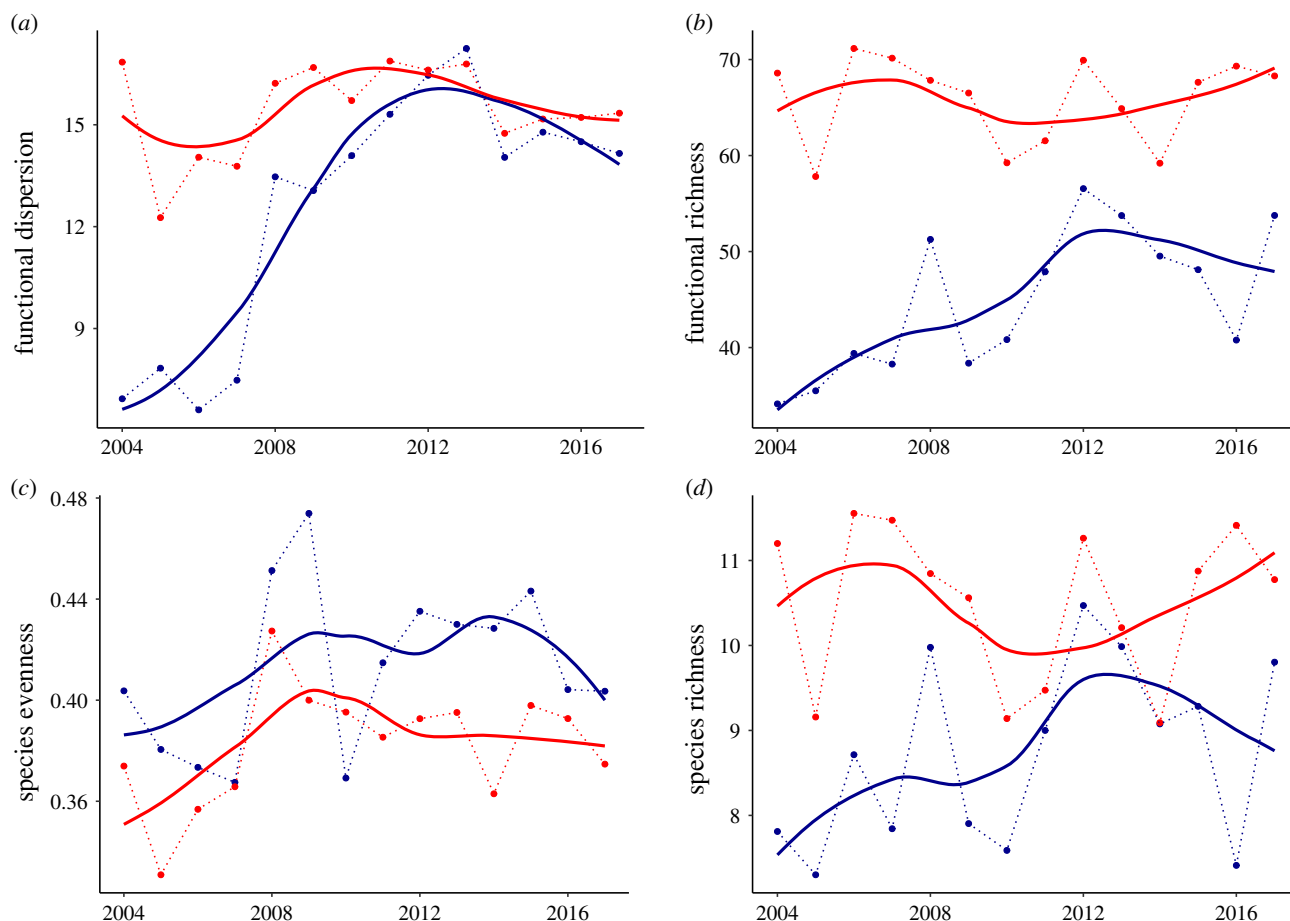 (a)
functional dispersion
15
12
9
2004 2008 2012 2016
(b)
functional richness
70
60
50
40
2004 2008 2012 2016
(c)
species evenness
0.48
0.44
0.40
0.36
2004 2008 2012 2016
(d)
species richness
11
10
9
8
2004 2008 2012 2016